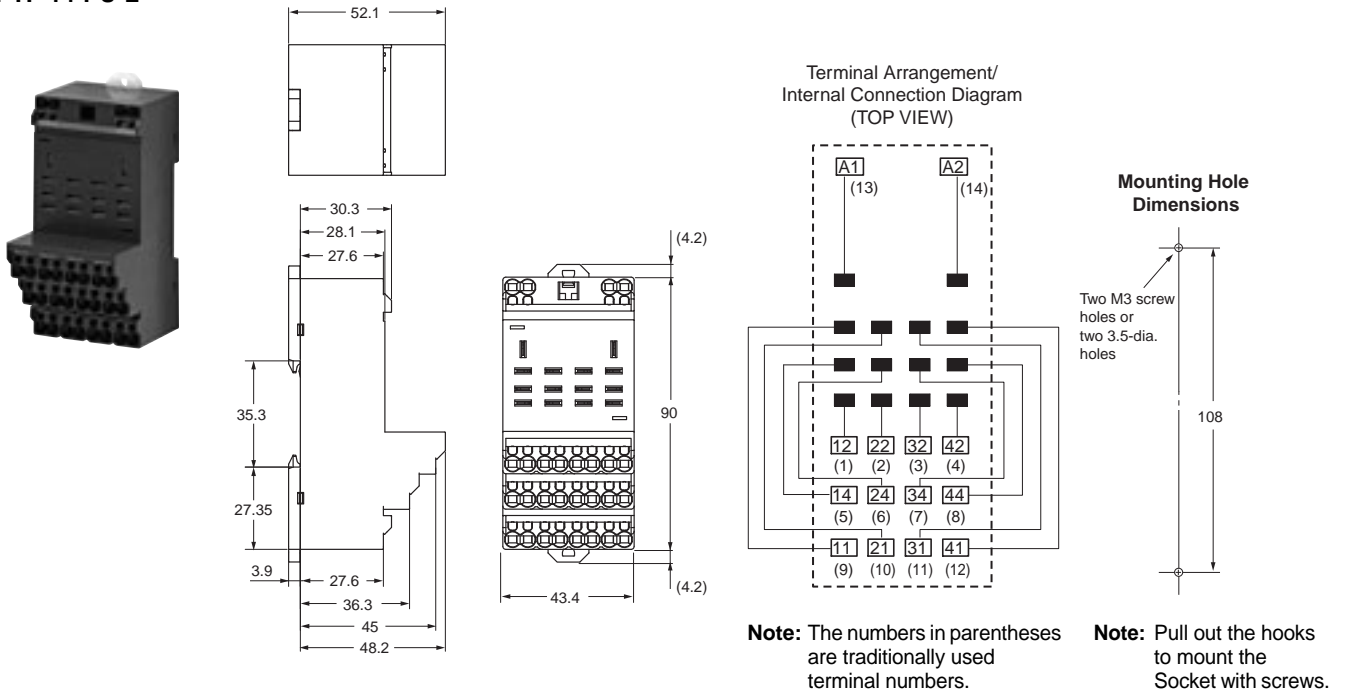 52.1
30.3
28.1
27.6
35.3
27.35
3.9
27.6
36.3
45
48.2
(4.2)
90
(4.2)
43.4
Terminal Arrangement/
Internal Connection Diagram
(TOP VIEW)
A1
A2
(13)
(14)
12 22 32 42
(1) (2) (3) (4)
14 24 34 44
(5) (6) (7) (8)
11 21 31 41
(9) (10) (11) (12)
Note: The numbers in parentheses
are traditionally used
terminal numbers.
Mounting Hole
Dimensions
Two M3 screw
holes or
two 3.5-dia.
holes
108
Note: Pull out the hooks
to mount the
Socket with screws.